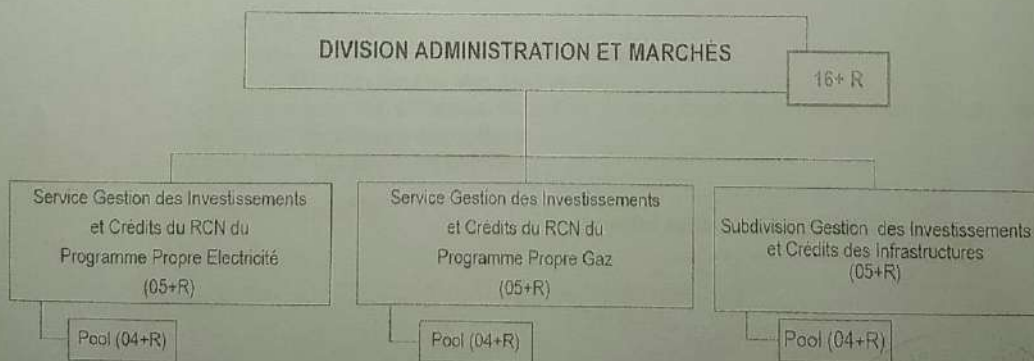 DIVISION ADMINISTRATION ET MARCHÉS
16+ R
Service Gestion des Investissements
et Crédits du RCN du
Programme Propre Electricité
(05+R)
Pool (04+R)
Service Gestion des Investissements
et Crédits du RCN du
Programme Propre Gaz
(05+R)
Pool (04+R)
Subdivision Gestion des Investissements
et Crédits des Infrastructures
(05+R)
Pool (04+R)